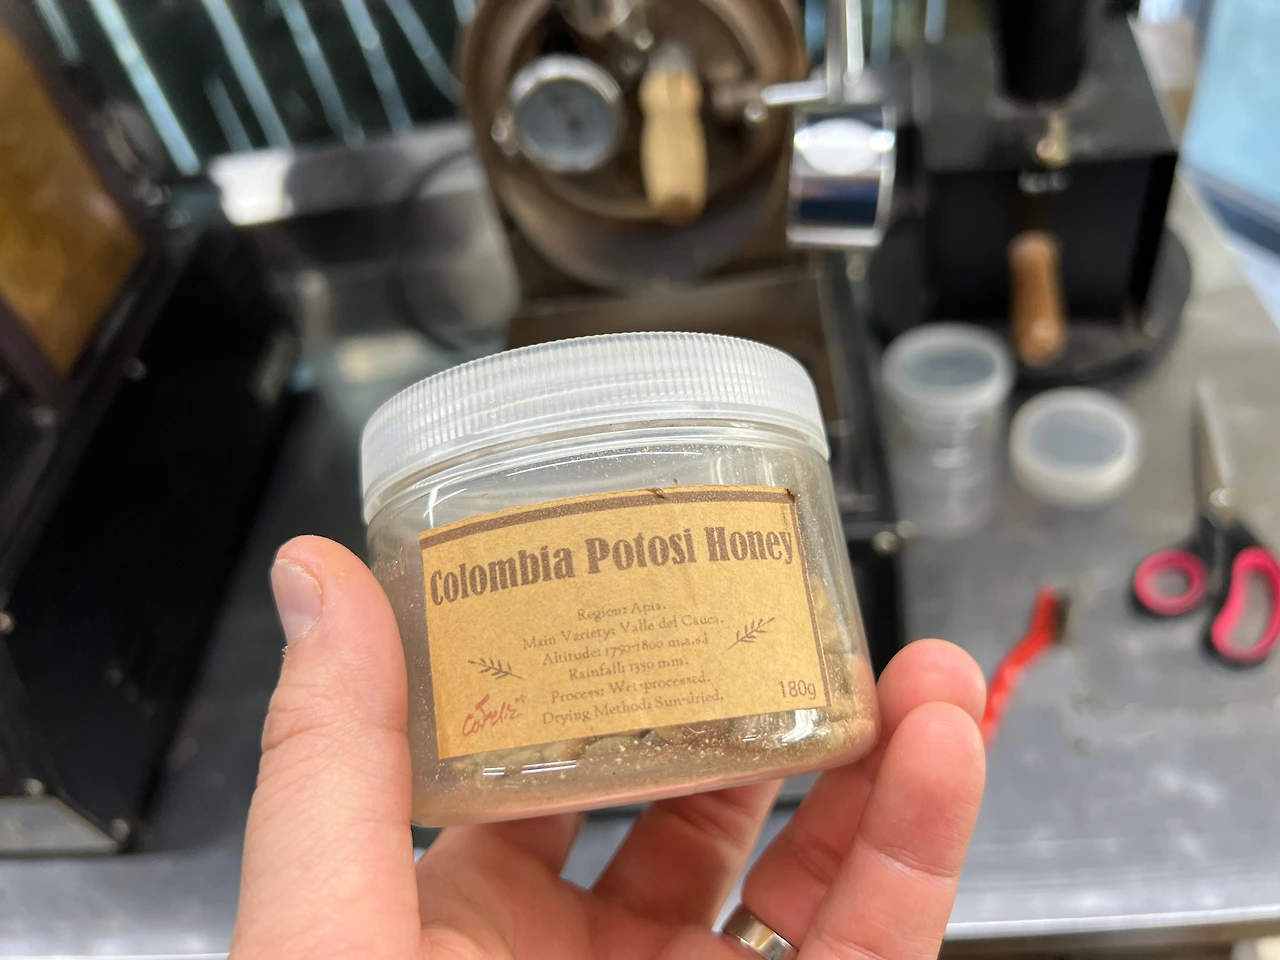 Colombia Potosi Honey
Region: Apia.
Main Variety: Valle del Cauca.
Altitude: 1750-1800 m.a.s.l
Rainfall: 1350 mm.
Process: Wet-processed.
Drying Method: Sun-dried.
180g